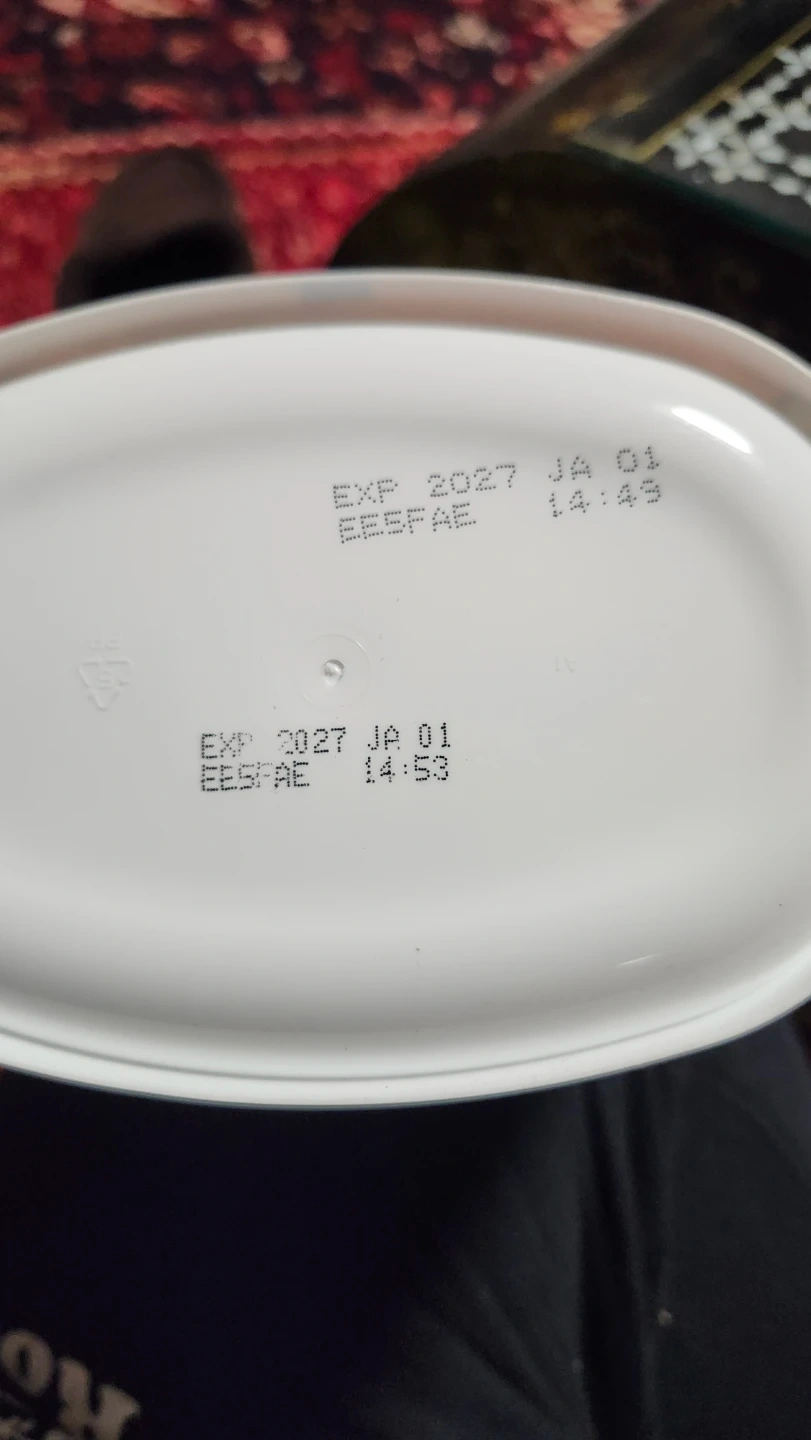 EXP 2027 JA 01
EE5FAE 14:49
EXP 2027 JA 01
EE5FAE 14:53